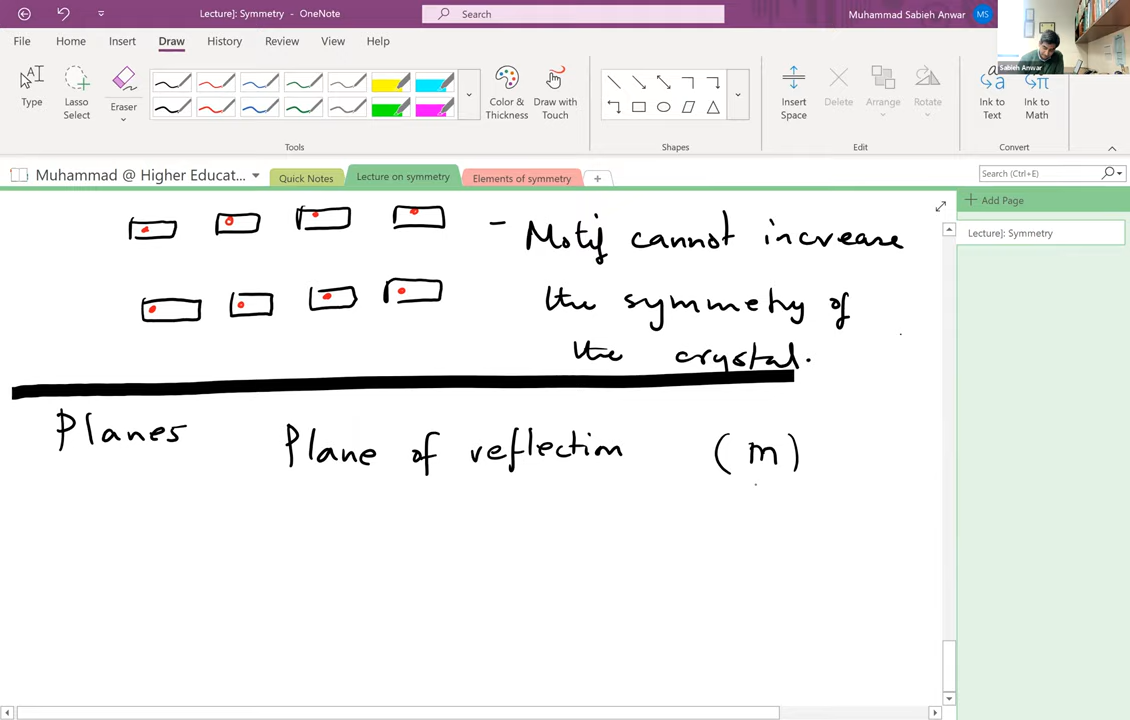 Lecture]: Symmetry - OneNote
Search
Muhammad Sabieh Anwar
MS
Sabieh Anwar
File Home Insert Draw History Review View Help
Type
Lasso Select
Eraser
Color & Thickness
Draw with Touch
Insert Space
Delete
Arrange
Rotate
a
Ink to Text
Ink to Math
Tools
Shapes
Edit
Convert
Muhammad @ Higher Educat...
Quick Notes
Lecture on symmetry
Elements of symmetry
+
Search (Ctrl+E)
Add Page
Lecture]: Symmetry
- Motif cannot increase
the symmetry of
the crystal.
Planes
Plane of reflection (m)